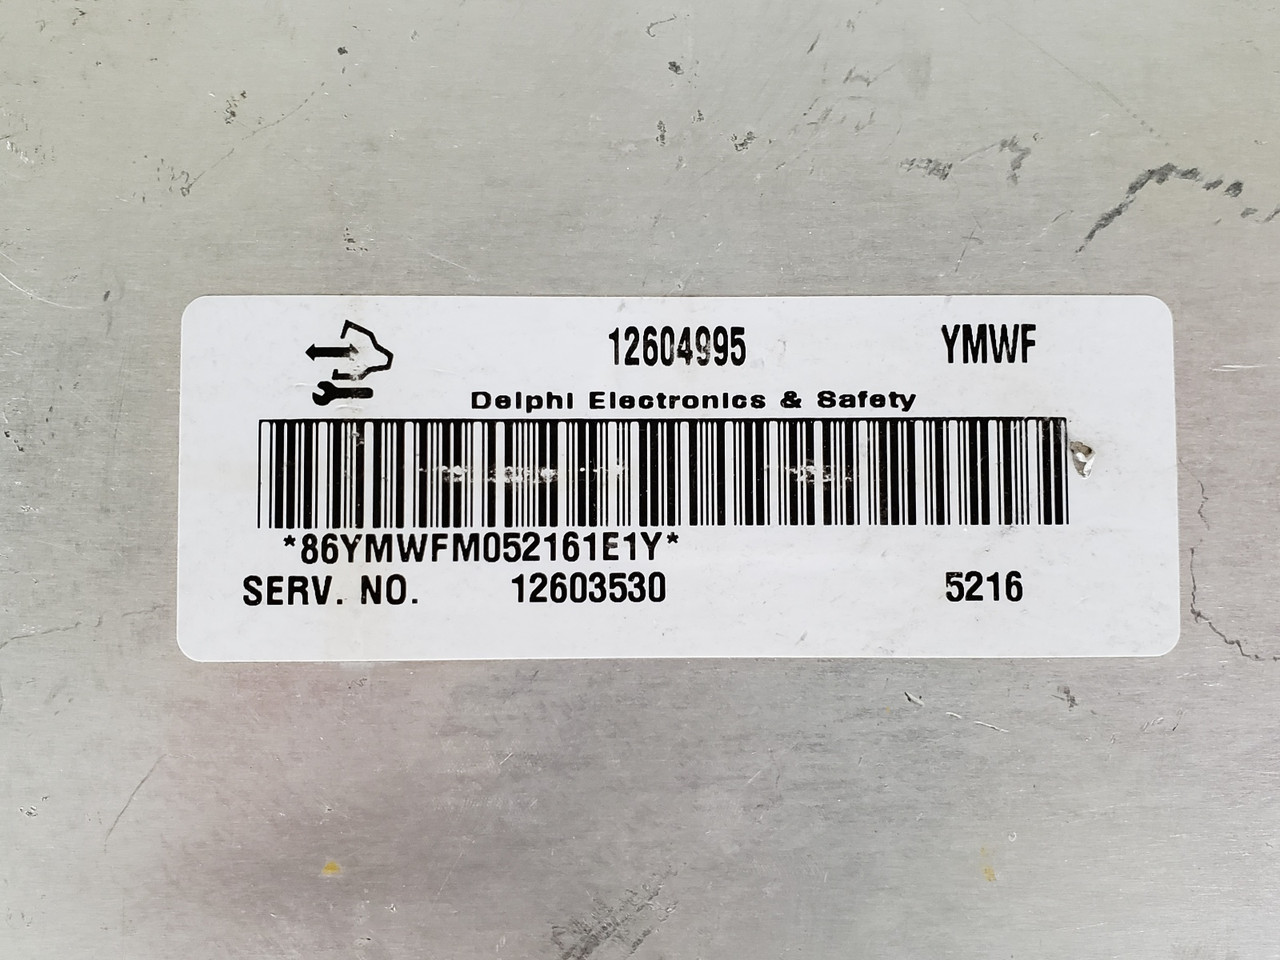 12604995 YMWF
Delphi Electronics & Safety
*86YMWFM052161E1Y*
SERV. NO. 12603530 5216